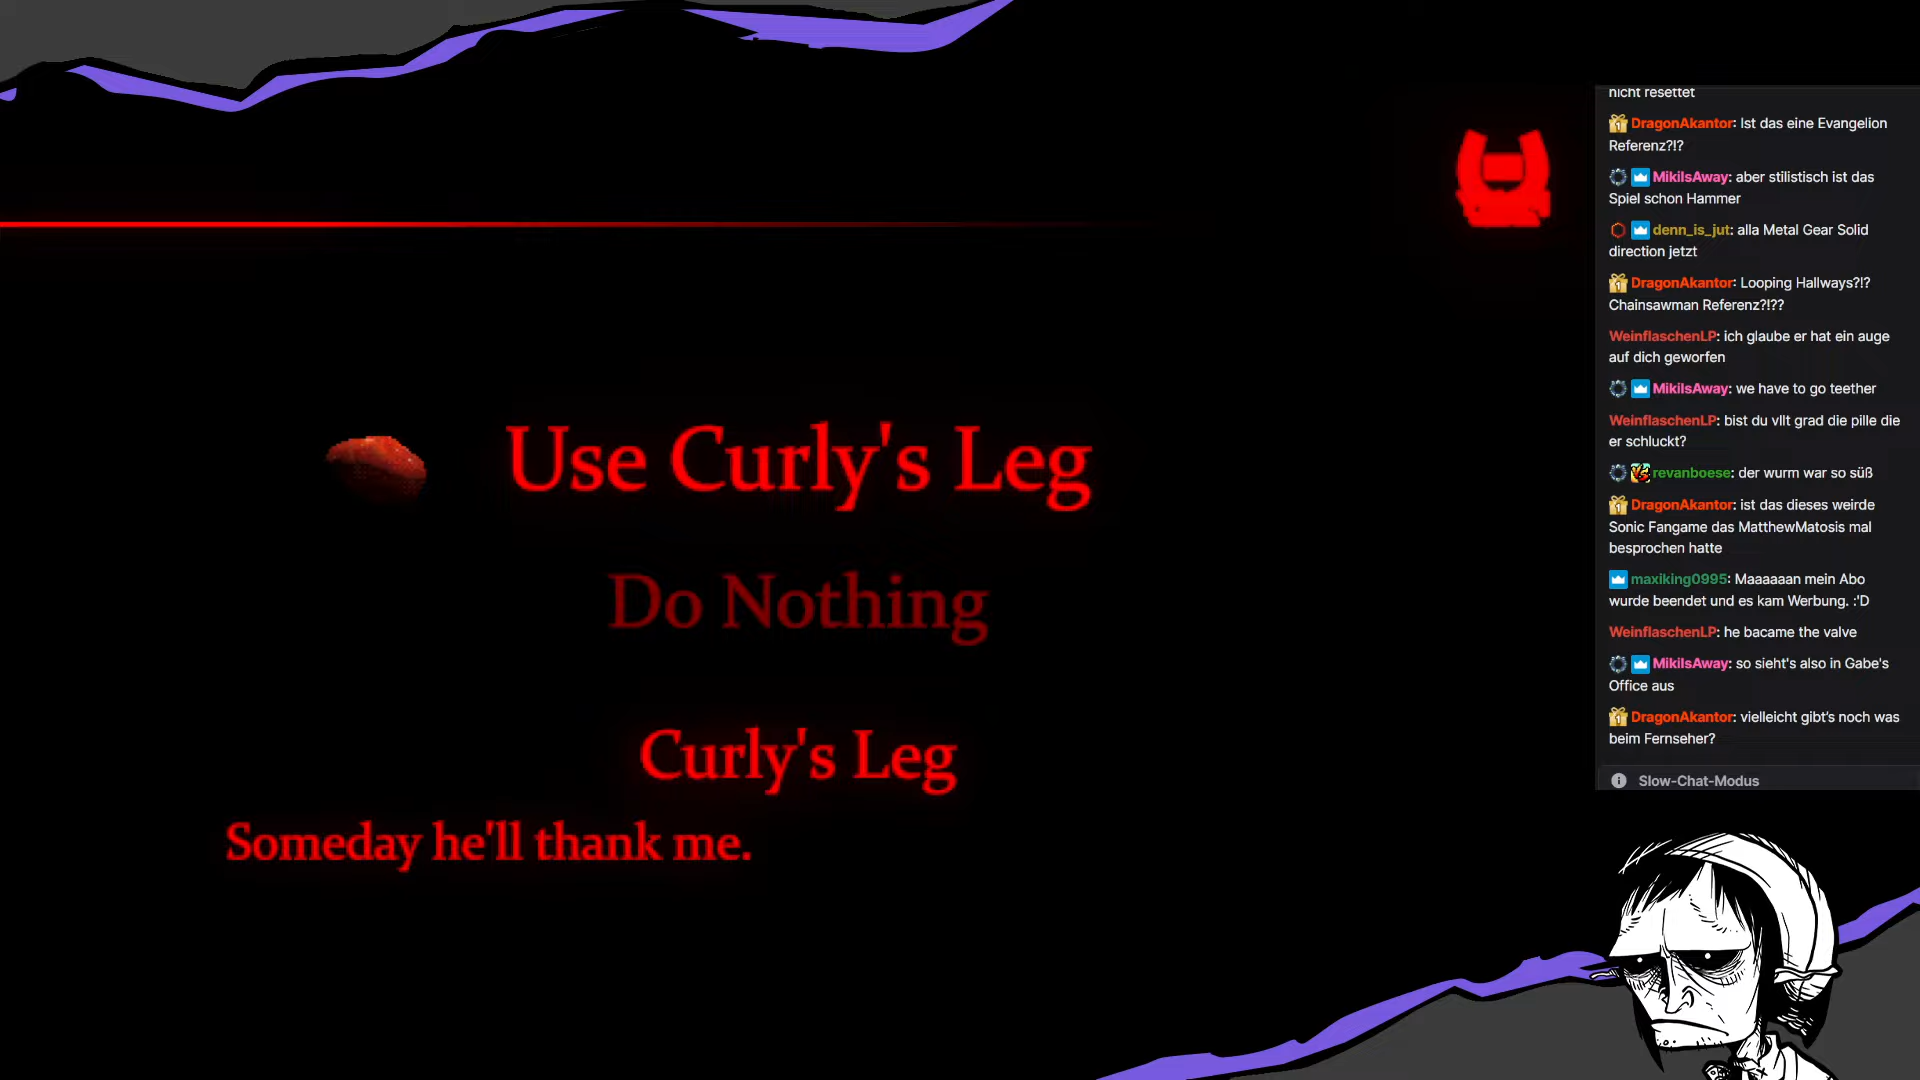 Use Curly's Leg
Do Nothing
Curly's Leg
Someday he'll thank me.
nicht resettet
DragonAkantor: Ist das eine Evangelion
Referenz?!?
MikilsAway: aber stilistisch ist das
Spiel schon Hammer
denn_is_jut: alla Metal Gear Solid
direction jetzt
DragonAkantor: Looping Hallways?!?
Chainsawman Referenz?!??
WeinflaschenLP: ich glaube er hat ein auge
auf dich geworfen
MikilsAway: we have to go teether
WeinflaschenLP: bist du vllt grad die pille die
er schluckt?
revanboese: der wurm war so süß
DragonAkantor: ist das dieses weirde
Sonic Fangame das MatthewMatosis mal
besprochen hatte
maxiking0995: Maaaaaan mein Abo
wurde beendet und es kam Werbung. :'D
WeinflaschenLP: he bacame the valve
MikilsAway: so sieht's also in Gabe's
Office aus
DragonAkantor: vielleicht gibt's noch was
beim Fernseher?
Slow-Chat-Modus